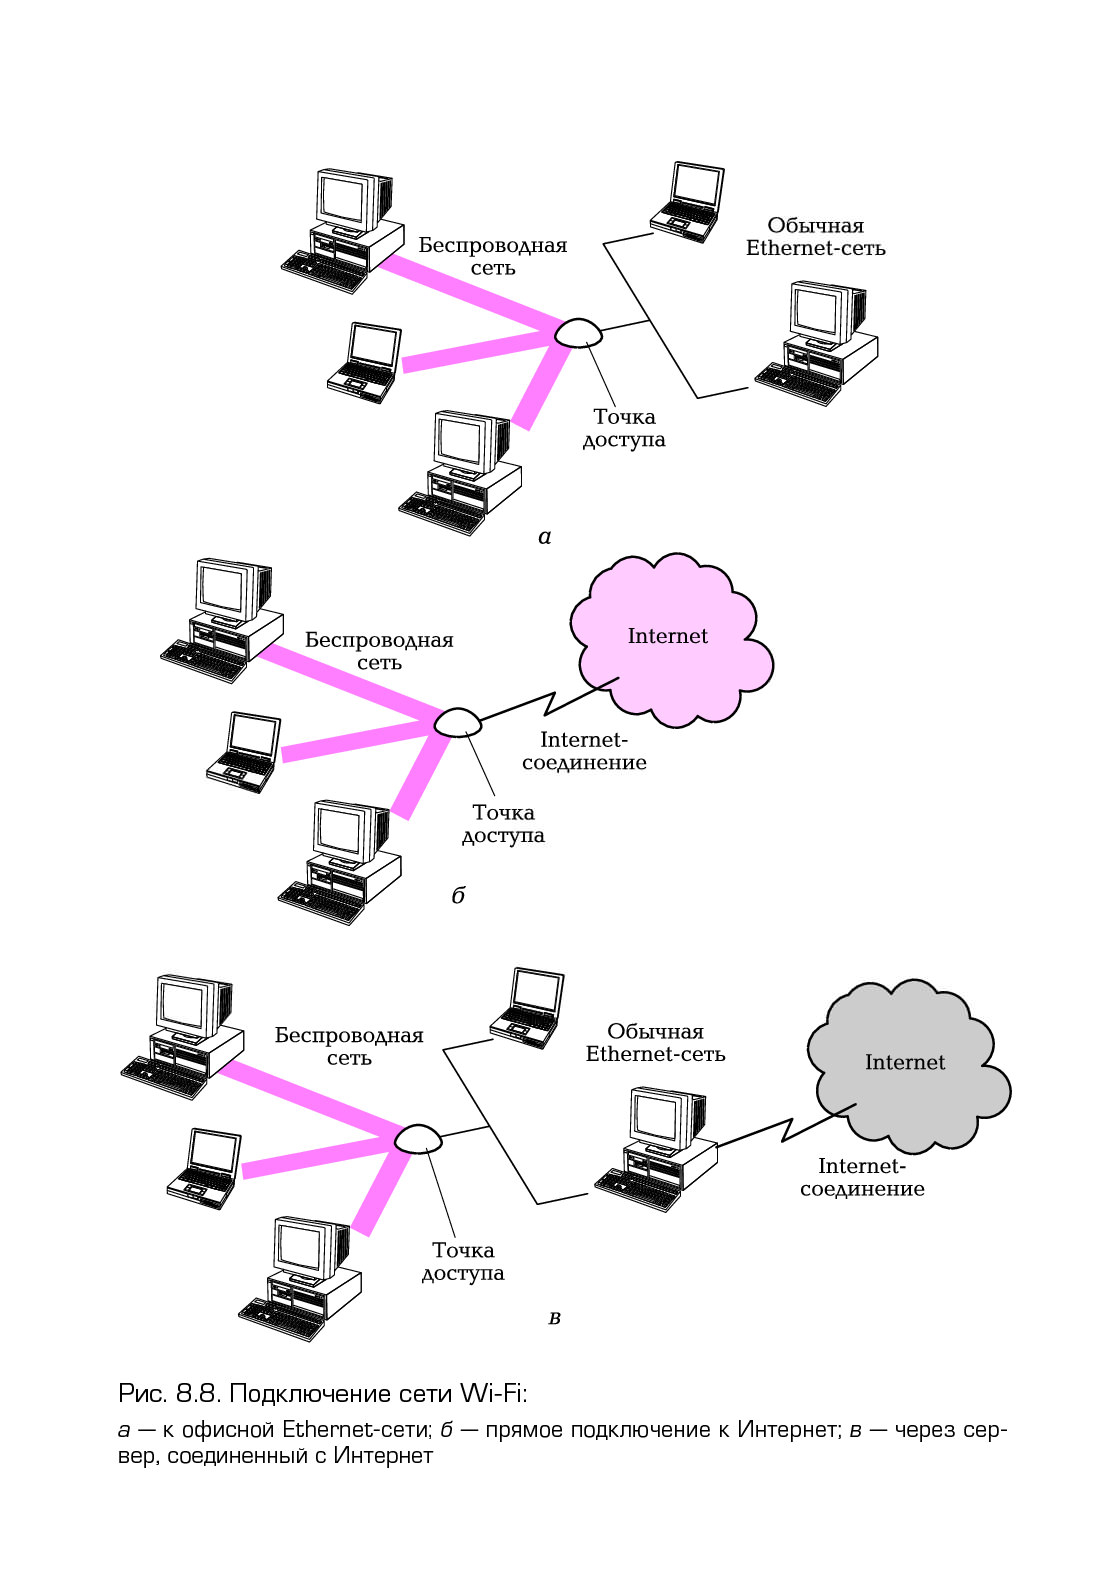 Беспроводная
сеть
Обычная
Ethernet-сеть
Точка
доступа
а
Беспроводная
сеть
Internet
Internet-
соединение
Точка
доступа
б
Беспроводная
сеть
Обычная
Ethernet-сеть
Internet
Internet-
соединение
Точка
доступа
в
Рис. 8.8. Подключение сети Wi-Fi:
а — к офисной Ethernet-сети; б — прямое подключение к Интернет; в — через сер-
вер, соединенный с Интернет